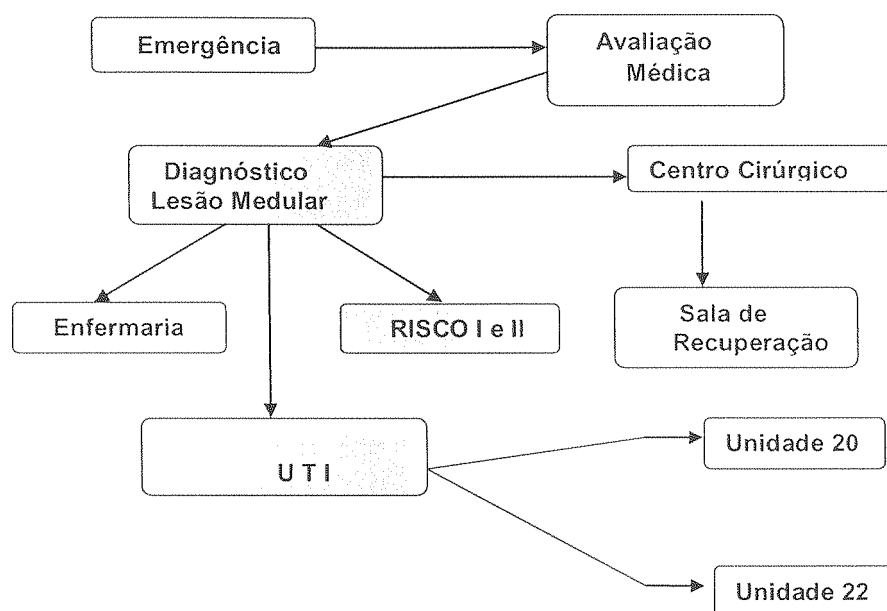 Emergência
Avaliação
Médica
Diagnóstico
Lesão Medular
Centro Cirúrgico
Enfermaria
RISCO I e II
Sala de
Recuperação
U T I
Unidade 20
Unidade 22